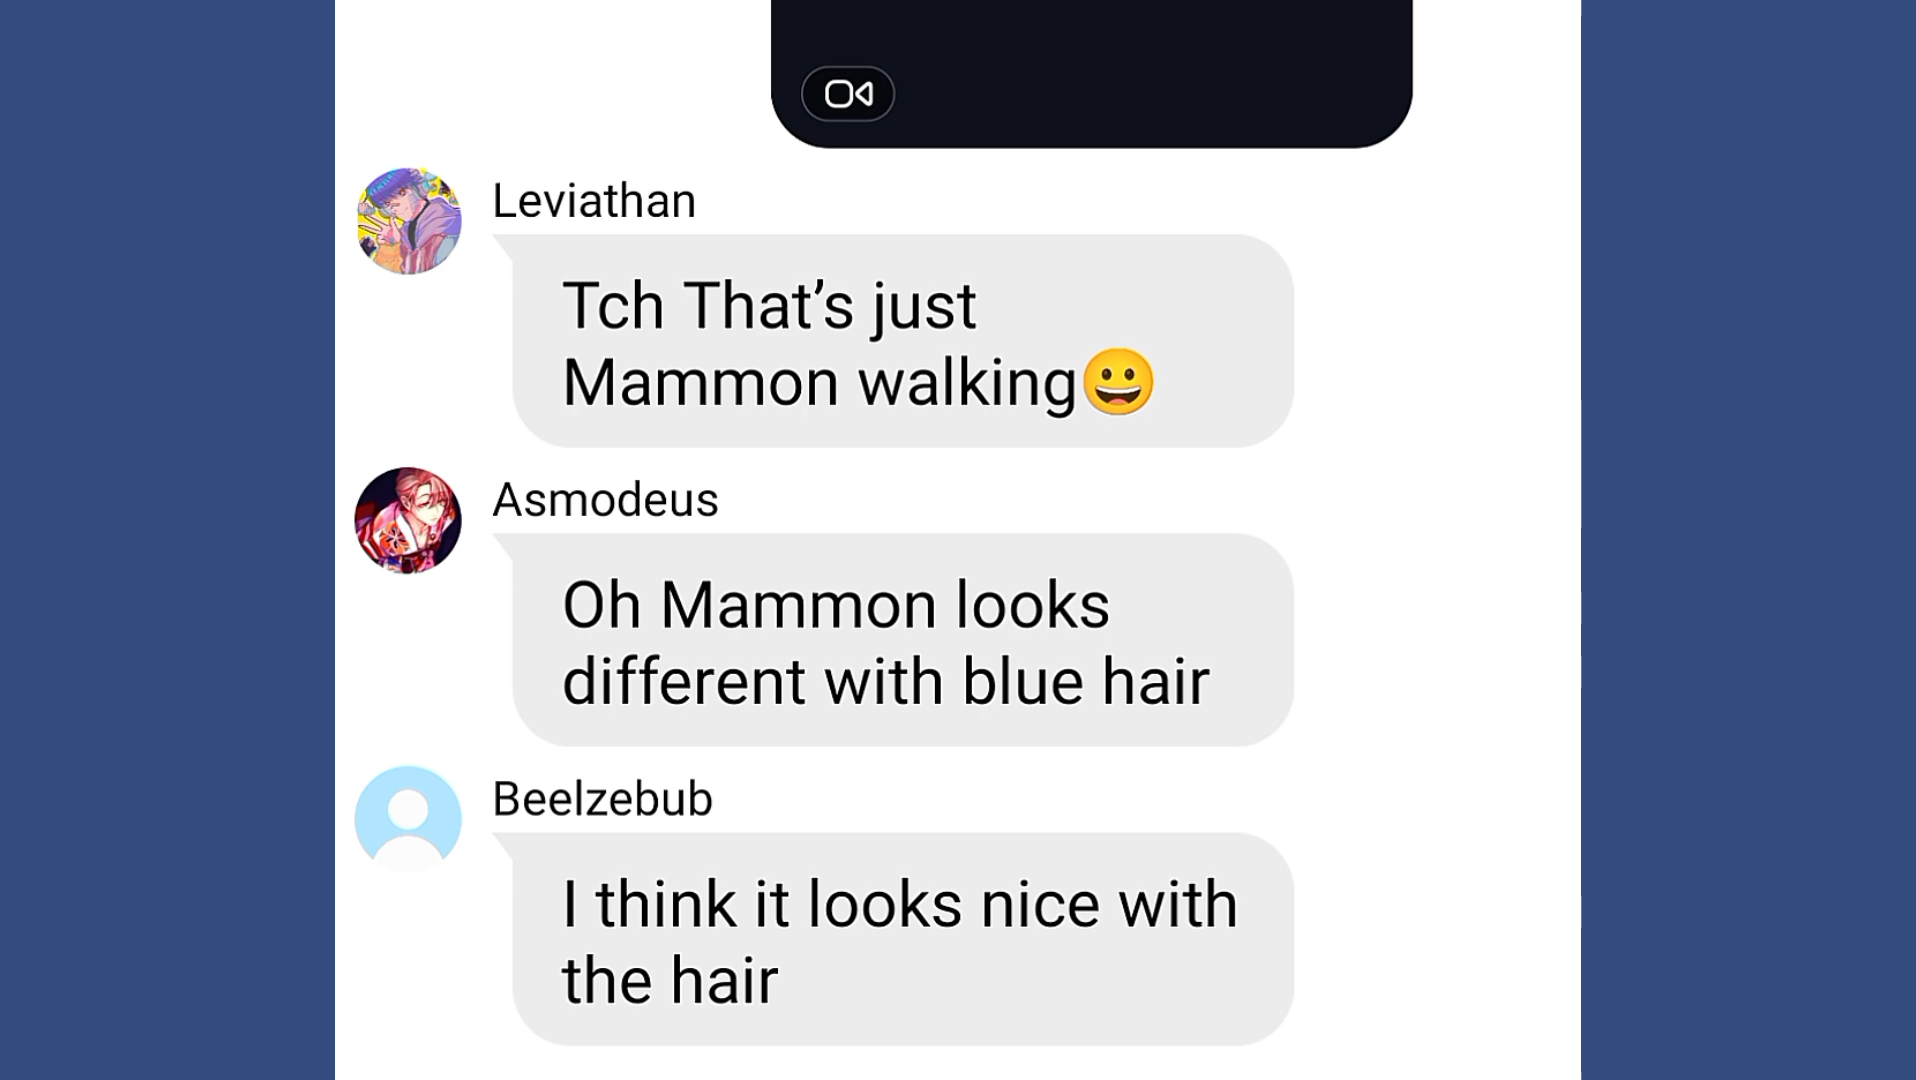 Leviathan
Tch That’s just
Mammon walking😀
Asmodeus
Oh Mammon looks
different with blue hair
Beelzebub
I think it looks nice with
the hair